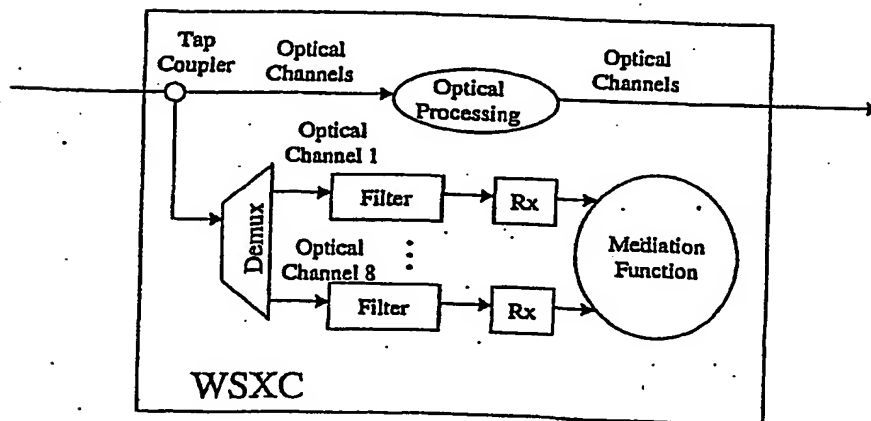 Tap
Coupler
Optical
Channels
Optical
Processing
Optical
Channels
Optical
Channel 1
Filter
Rx
Demux
Optical
Channel 8
Filter
Rx
Mediation
Function
WSXC